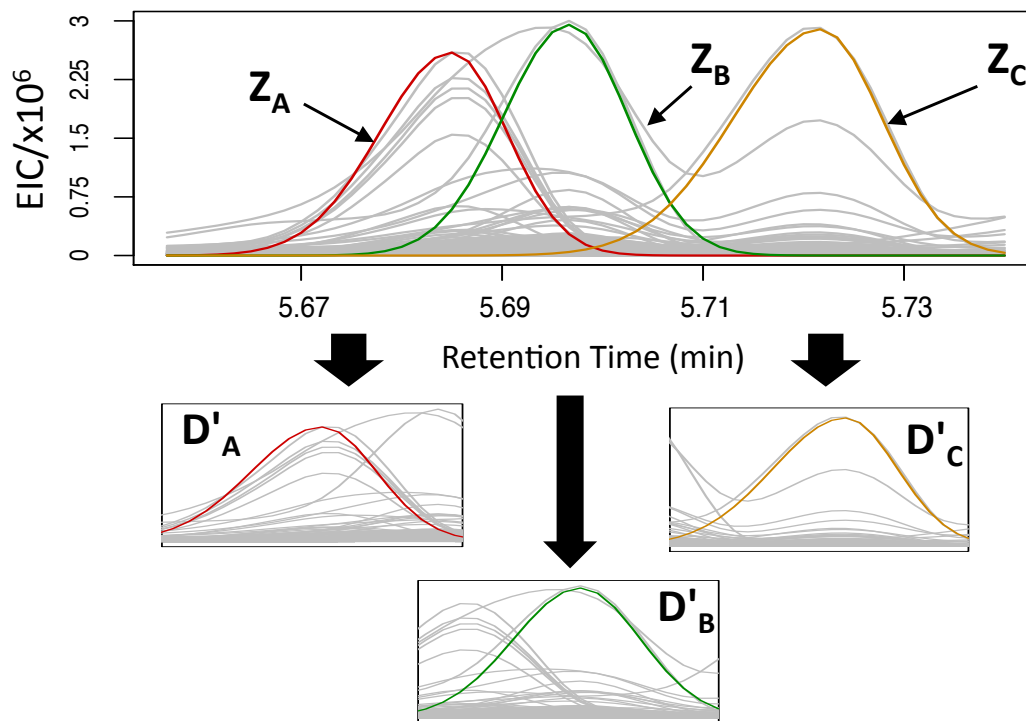 3
2.25
1.5
0.75
0
EIC/x10⁶
Z_A
Z_B
Z_C
5.67 5.69 5.71 5.73
Retention Time (min)
D'_A
D'_C
D'_B